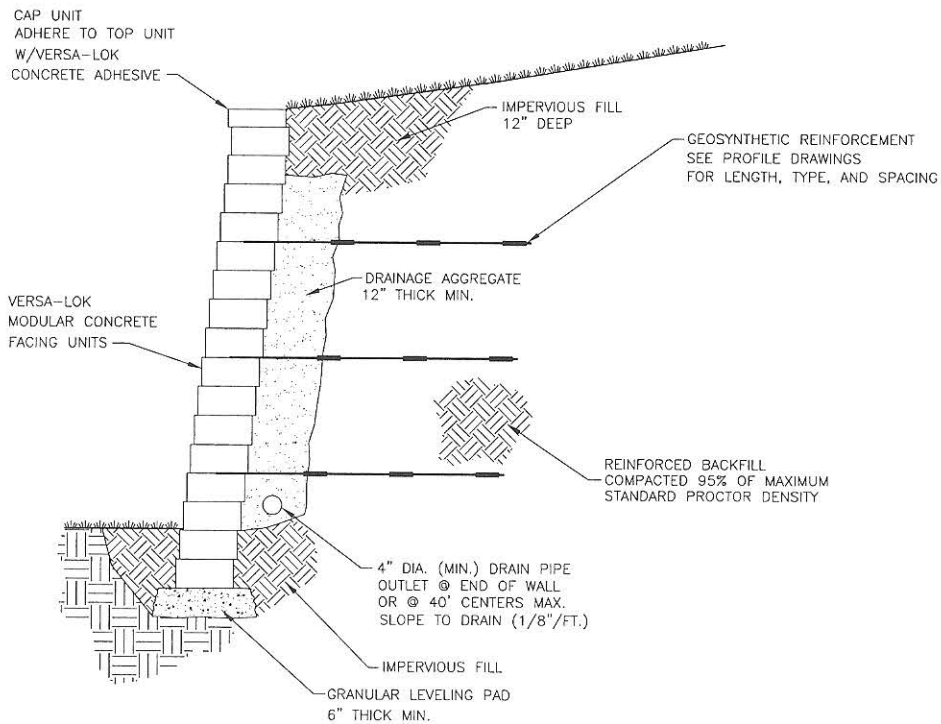 CAP UNIT
ADHERE TO TOP UNIT
W/VERSA-LOK
CONCRETE ADHESIVE
IMPERVIOUS FILL
12" DEEP
GEOSYNTHETIC REINFORCEMENT
SEE PROFILE DRAWINGS
FOR LENGTH, TYPE, AND SPACING
DRAINAGE AGGREGATE
12" THICK MIN.
VERSA-LOK
MODULAR CONCRETE
FACING UNITS
REINFORCED BACKFILL
COMPACTED 95% OF MAXIMUM
STANDARD PROCTOR DENSITY
4" DIA. (MIN.) DRAIN PIPE
OUTLET @ END OF WALL
OR @ 40' CENTERS MAX.
SLOPE TO DRAIN (1/8"/FT.)
IMPERVIOUS FILL
GRANULAR LEVELING PAD
6" THICK MIN.